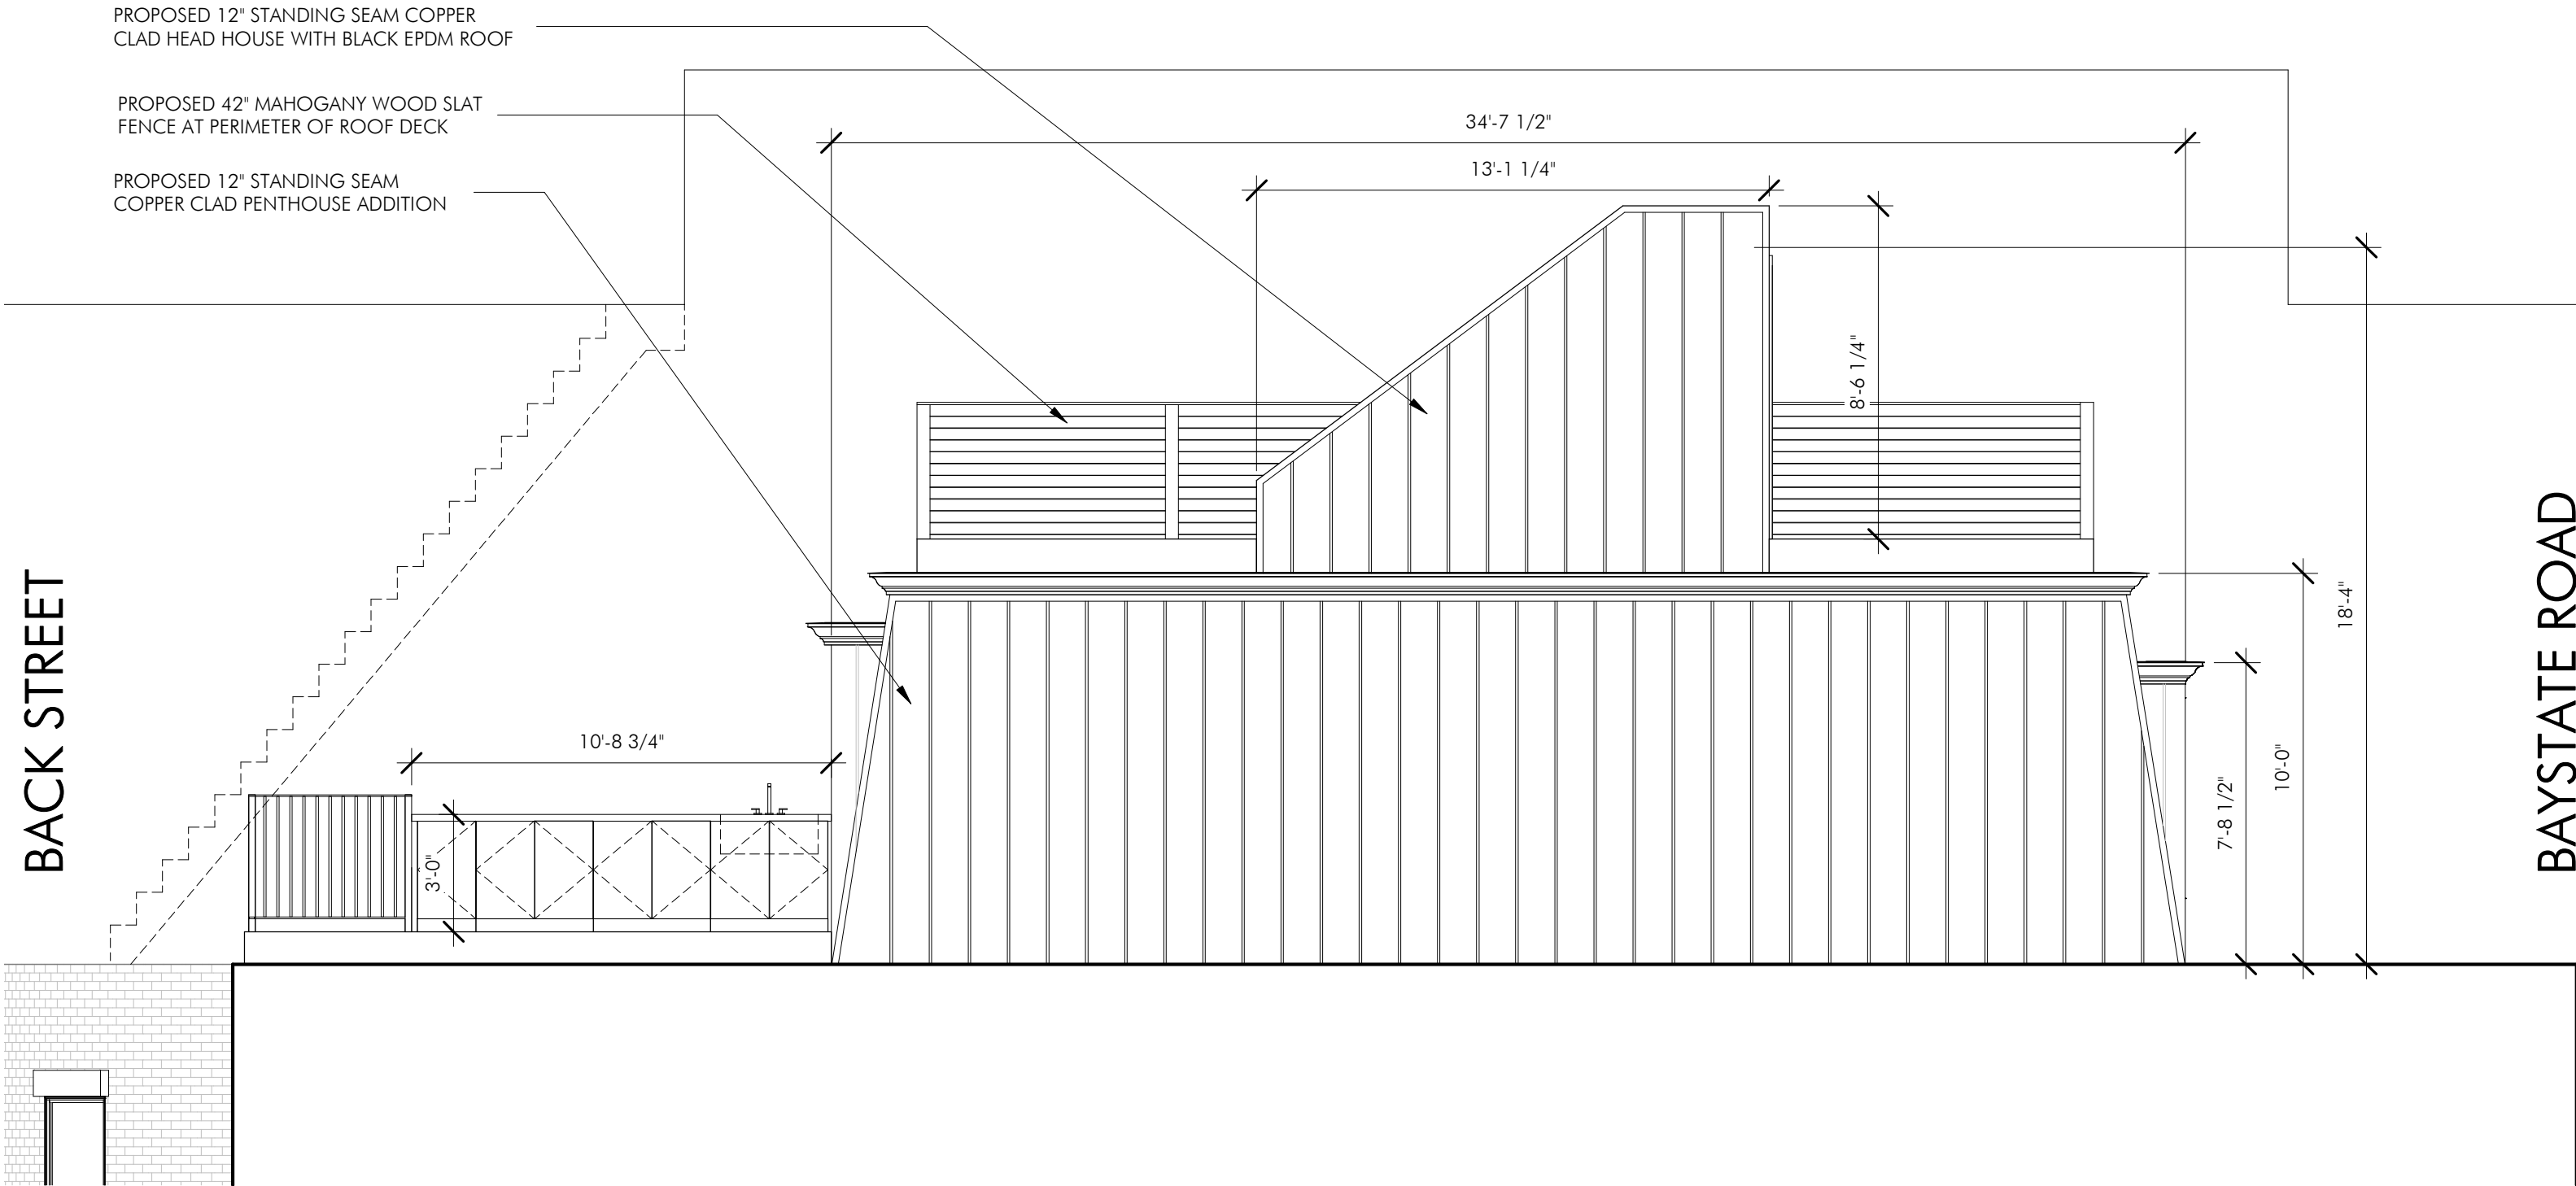 PROPOSED 12" STANDING SEAM COPPER
CLAD HEAD HOUSE WITH BLACK EPDM ROOF
PROPOSED 42" MAHOGANY WOOD SLAT
FENCE AT PERIMETER OF ROOF DECK
PROPOSED 12" STANDING SEAM
COPPER CLAD PENTHOUSE ADDITION
34'-7 1/2"
13'-1 1/4"
8'-6 1/4"
18'-4"
10'-0"
7'-8 1/2"
10'-8 3/4"
3'-0"
BACK STREET
BAYSTATE ROAD